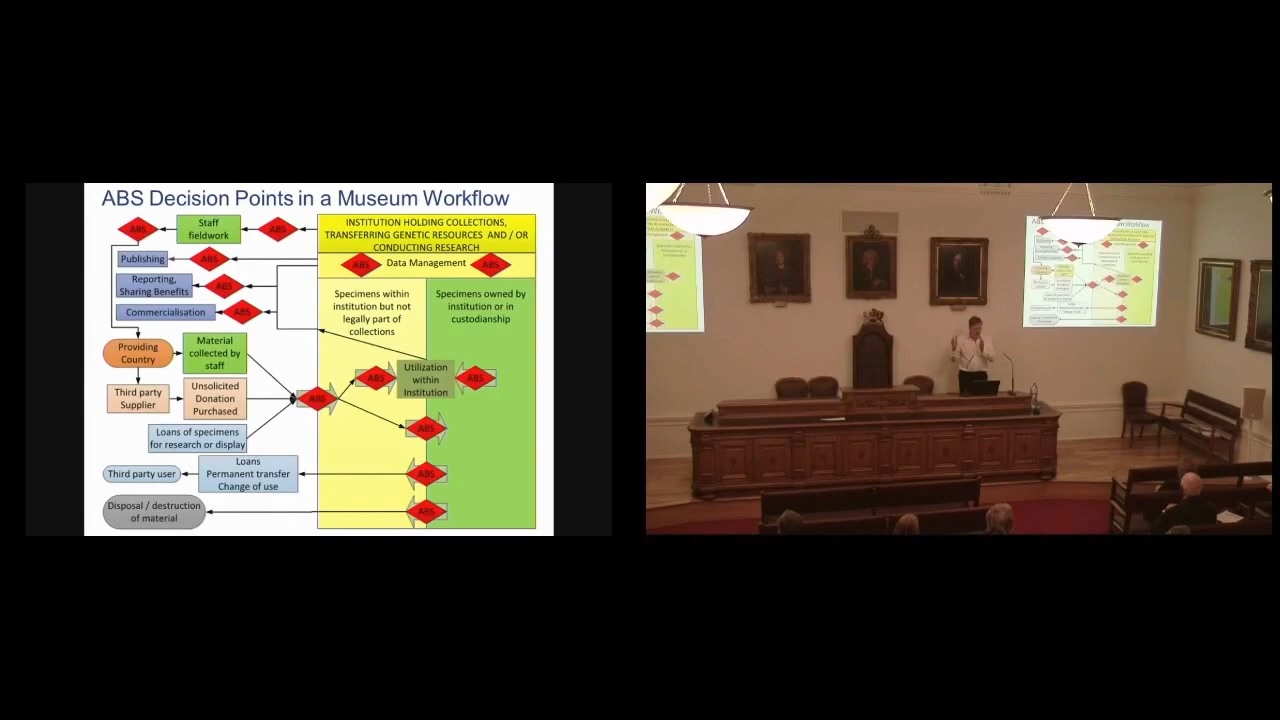 ABS Decision Points in a Museum Workflow
ABS
Staff
fieldwork
ABS
INSTITUTION HOLDING COLLECTIONS,
TRANSFERRING GENETIC RESOURCES AND / OR
CONDUCTING RESEARCH
Publishing
ABS
ABS
Data Management
ABS
Reporting,
Sharing Benefits
ABS
Commercialisation
ABS
Specimens within
institution but not
legally part of
collections
Specimens owned by
institution or in
custodianship
Providing
Country
Material
collected by
staff
Third party
Supplier
Unsolicited
Donation
Purchased
ABS
ABS
Utilization
within
Institution
ABS
Loans of specimens
for research or display
ABS
Third party user
Loans
Permanent transfer
Change of use
ABS
Disposal / destruction
of material
ABS